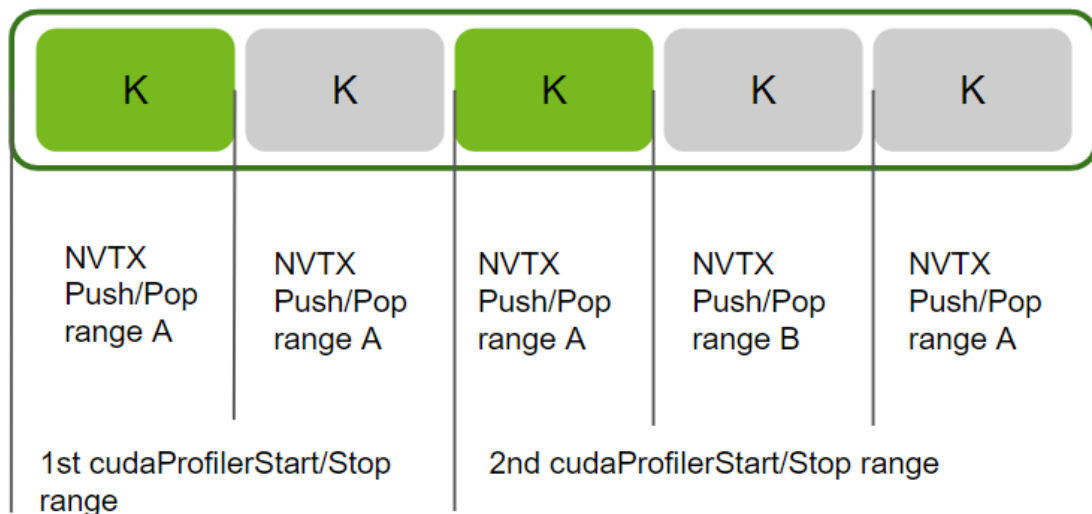 K
K
K
K
K
NVTX
Push/Pop
range A
NVTX
Push/Pop
range A
NVTX
Push/Pop
range A
NVTX
Push/Pop
range B
NVTX
Push/Pop
range A
1st cudaProfilerStart/Stop
range
2nd cudaProfilerStart/Stop range